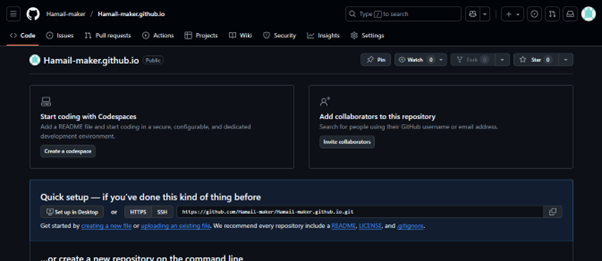 Hamail-maker / Hamail-maker.github.io
Type / to search
Code Issues Pull requests Actions Projects Wiki Security Insights Settings
Hamail-maker.github.io Public
Pin Watch 0 Fork 0 Star 0
Start coding with Codespaces
Add a README file and start coding in a secure, configurable, and dedicated
development environment.
Create a codespace
Add collaborators to this repository
Search for people using their GitHub username or email address.
Invite collaborators
Quick setup — if you've done this kind of thing before
Set up in Desktop or HTTPS SSH https://github.com/Hamail-maker/Hamail-maker.github.io.git
Get started by creating a new file or uploading an existing file. We recommend every repository include a README, LICENSE, and .gitignore.
...or create a new repository on the command line